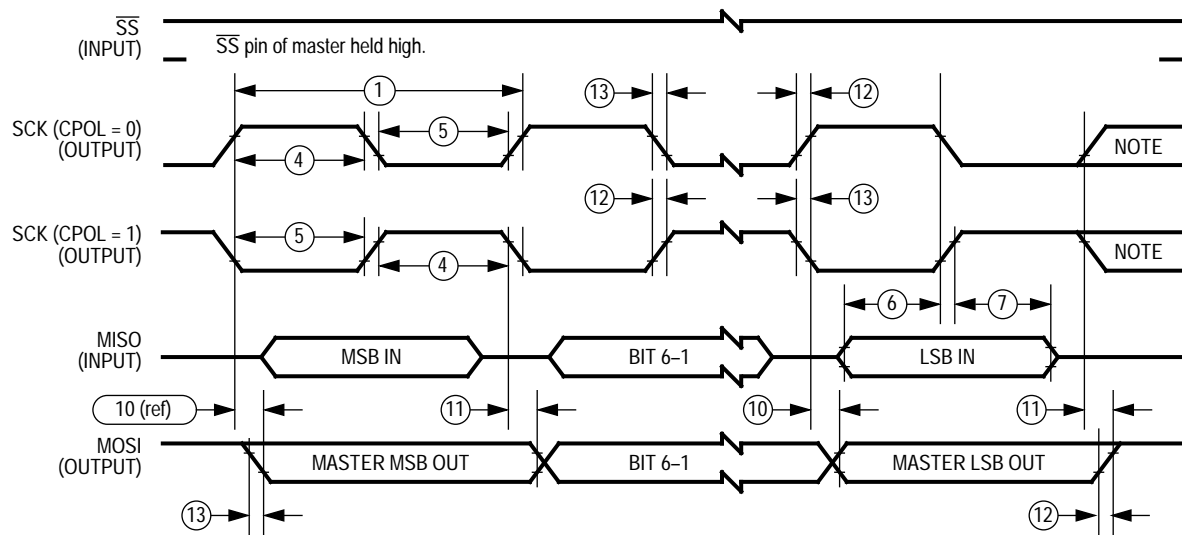 SS
(INPUT)
SS pin of master held high.
1
13
12
5
SCK (CPOL = 0)
(OUTPUT)
4
NOTE
12
13
5
SCK (CPOL = 1)
(OUTPUT)
4
NOTE
6
7
MISO
(INPUT)
MSB IN
BIT 6–1
LSB IN
10 (ref)
11
10
11
MOSI
(OUTPUT)
MASTER MSB OUT
BIT 6–1
MASTER LSB OUT
13
12